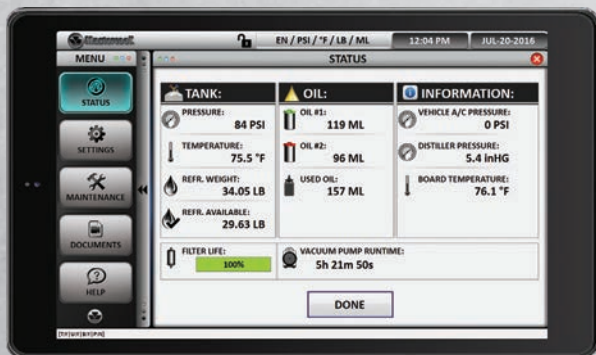 Mastercool
EN / PSI / °F / LB / ML
12:04 PM
JUL-20-2016
MENU
STATUS
STATUS
SETTINGS
MAINTENANCE
DOCUMENTS
HELP
TANK:
PRESSURE:
84 PSI
TEMPERATURE:
75.5 °F
REFR. WEIGHT:
34.05 LB
REFR. AVAILABLE:
29.63 LB
OIL:
OIL #1:
119 ML
OIL #2:
96 ML
USED OIL:
157 ML
INFORMATION:
VEHICLE A/C PRESSURE:
0 PSI
DISTILLER PRESSURE:
5.4 inHG
BOARD TEMPERATURE:
76.1 °F
FILTER LIFE:
100%
VACUUM PUMP RUNTIME:
5h 21m 50s
DONE